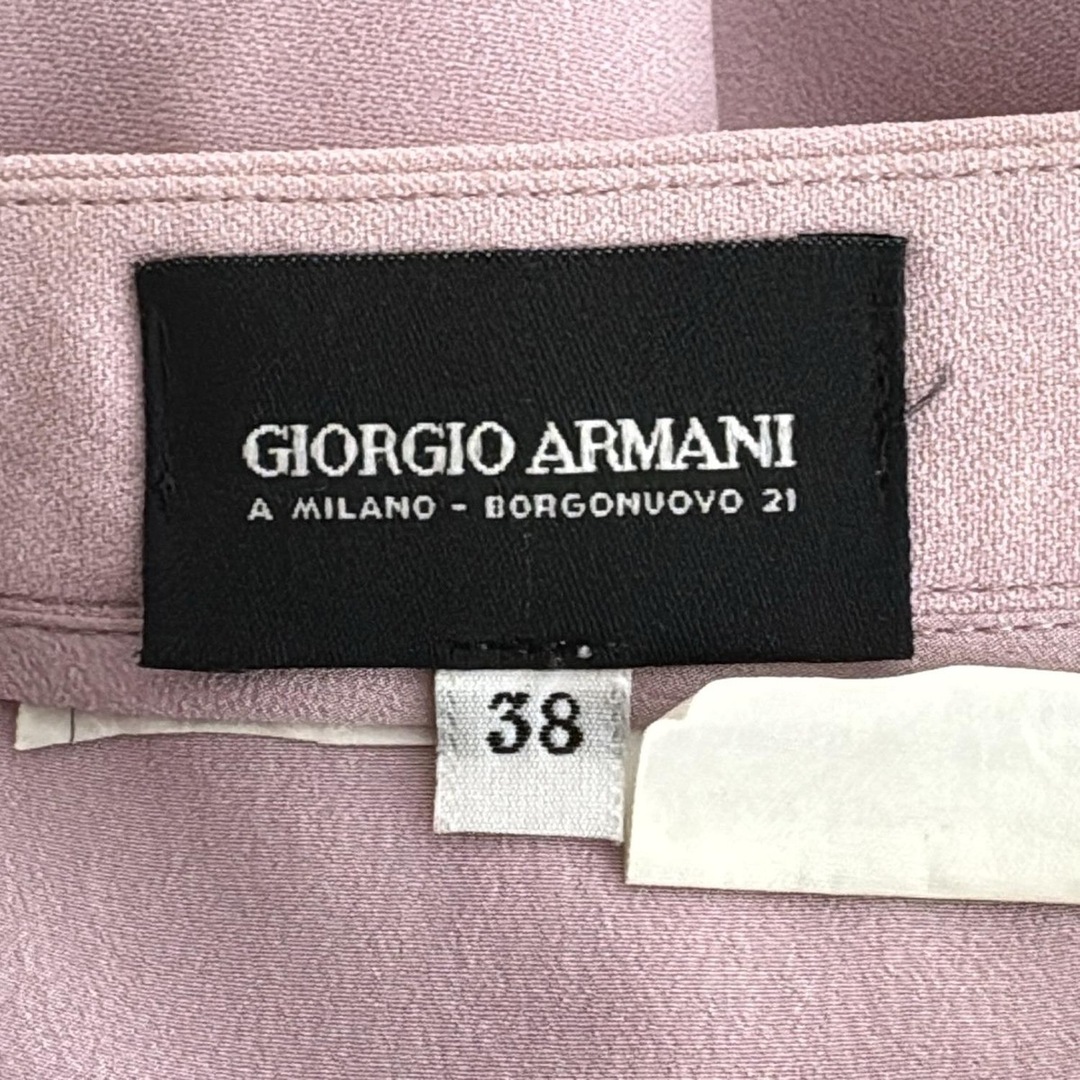 GIORGIO ARMANI
A MILANO - BORGONUOVO 21
38